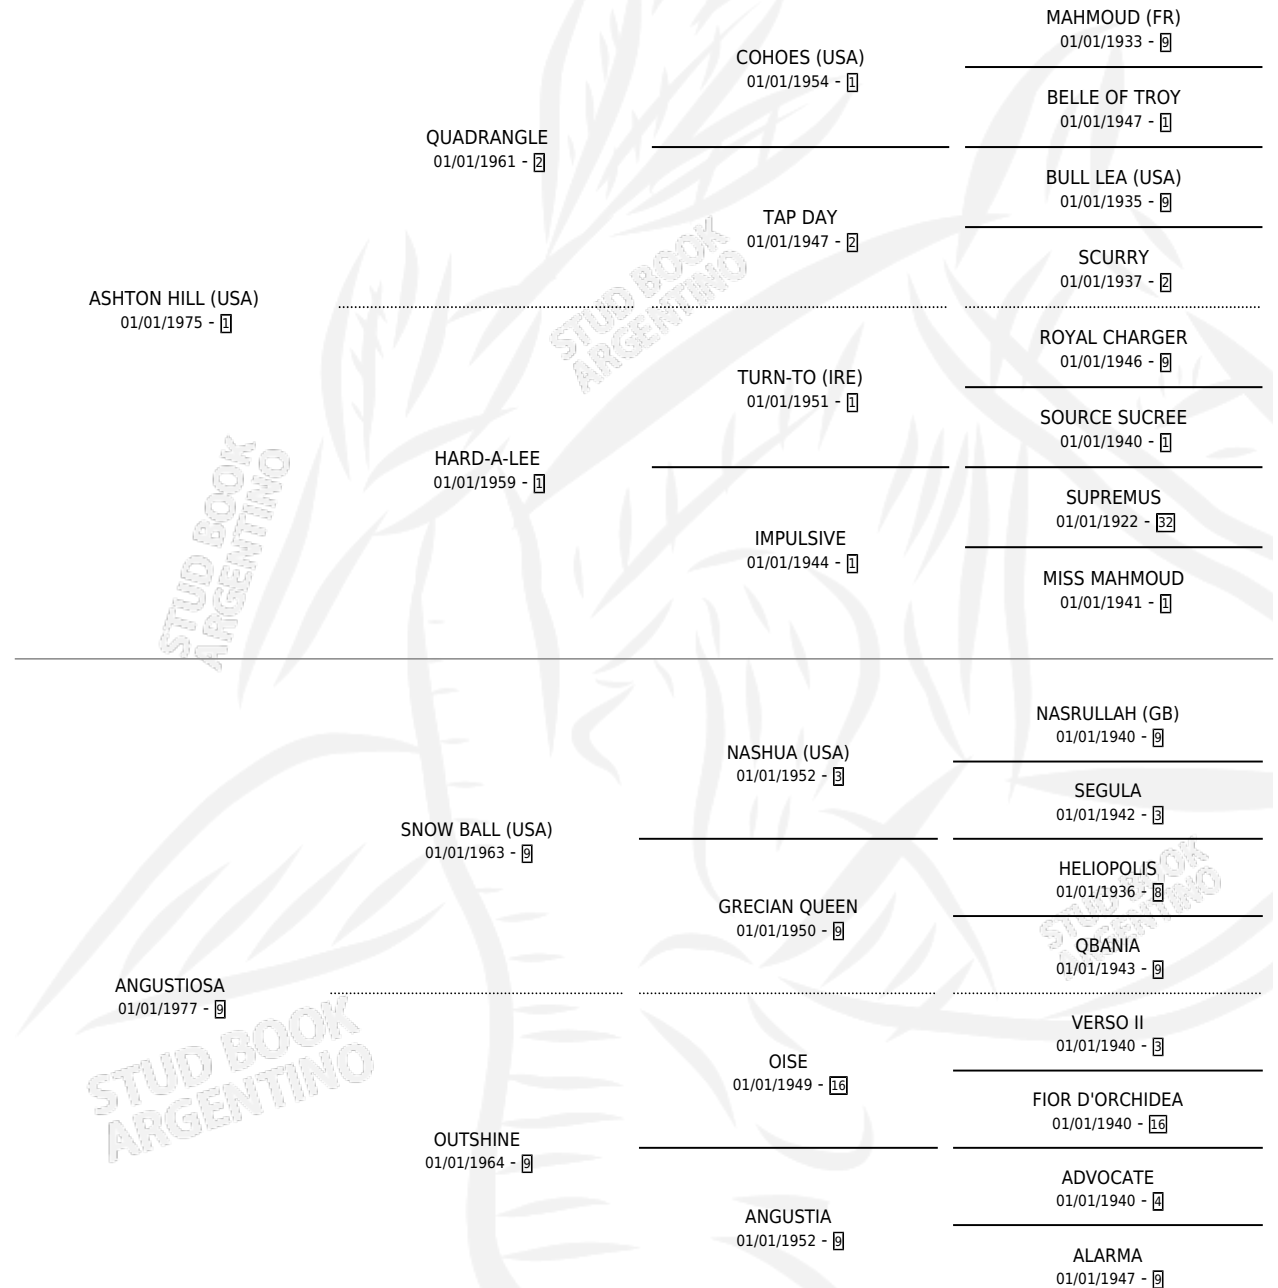 MAHMOUD (FR)
01/01/1933 - 9
COHOES (USA)
01/01/1954 - 1
BELLE OF TROY
01/01/1947 - 1
QUADRANGLE
01/01/1961 - 2
BULL LEA (USA)
01/01/1935 - 9
TAP DAY
01/01/1947 - 2
SCURRY
01/01/1937 - 2
ASHTON HILL (USA)
01/01/1975 - 1
ROYAL CHARGER
01/01/1946 - 9
TURN-TO (IRE)
01/01/1951 - 1
SOURCE SUCREE
01/01/1940 - 1
HARD-A-LEE
01/01/1959 - 1
SUPREMUS
01/01/1922 - 32
IMPULSIVE
01/01/1944 - 1
MISS MAHMOUD
01/01/1941 - 1
NASRULLAH (GB)
01/01/1940 - 9
NASHUA (USA)
01/01/1952 - 3
SEGULA
01/01/1942 - 3
SNOW BALL (USA)
01/01/1963 - 9
HELIOPOLIS
01/01/1936 - 8
GRECIAN QUEEN
01/01/1950 - 9
QBANIA
01/01/1943 - 9
ANGUSTIOSA
01/01/1977 - 9
VERSO II
01/01/1940 - 3
OISE
01/01/1949 - 16
FIOR D'ORCHIDEA
01/01/1940 - 16
OUTSHINE
01/01/1964 - 9
ADVOCATE
01/01/1940 - 4
ANGUSTIA
01/01/1952 - 9
ALARMA
01/01/1947 - 9
STUD BOOK
ARGENTINO
STUD BOOK
ARGENTINO
STUD BOOK
ARGENTINO
STUD BOOK
ARGENTINO